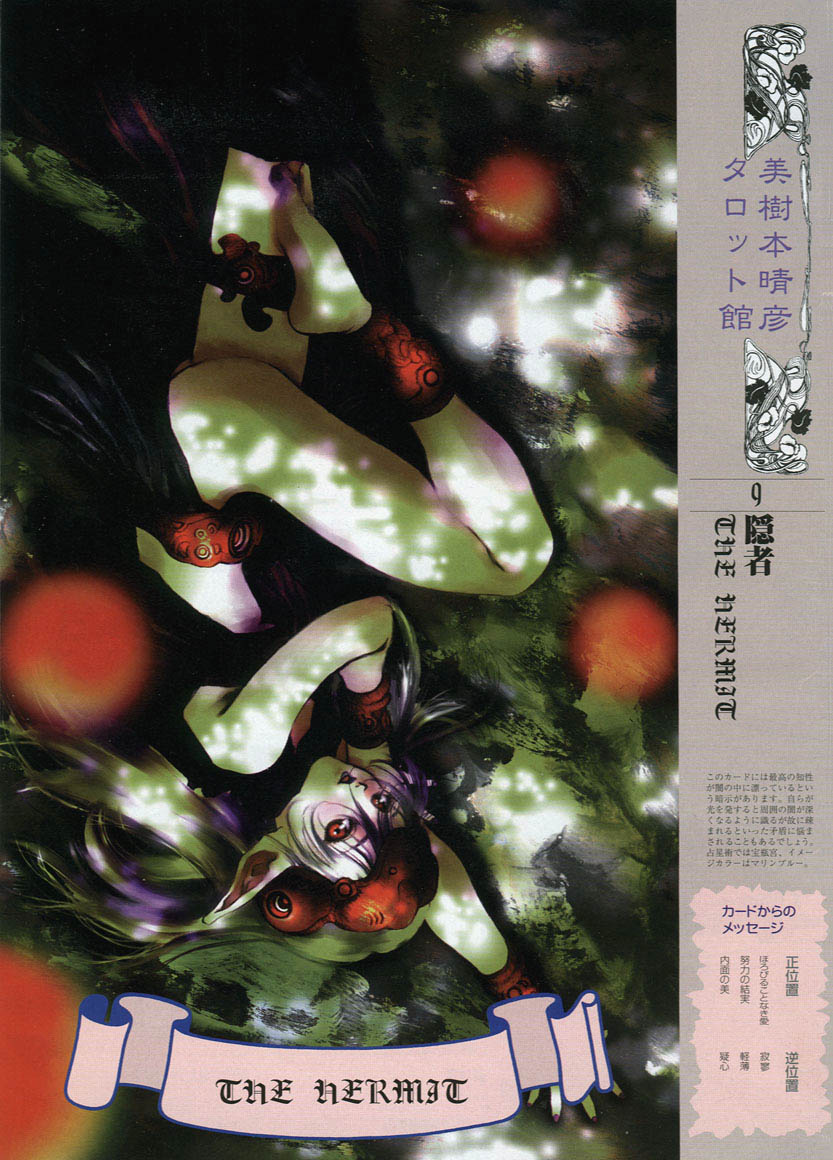 美樹本晴彦
タロット館
9
隠者
THE HERMIT
このカードには最高の知性
が闇の中に漂っているとい
う暗示があります。自らが
光を発すると周囲の闇が深
くなるように識るが故に疎
まれるといった矛盾に悩ま
されることもあるでしょう。
占星術では宝瓶宮、イメー
ジカラーはマリンブルー。
カードからの
メッセージ
正位置
ほろびることなき愛
努力の結実
内面の美
逆位置
寂寥
軽薄
疑心
THE HERMIT